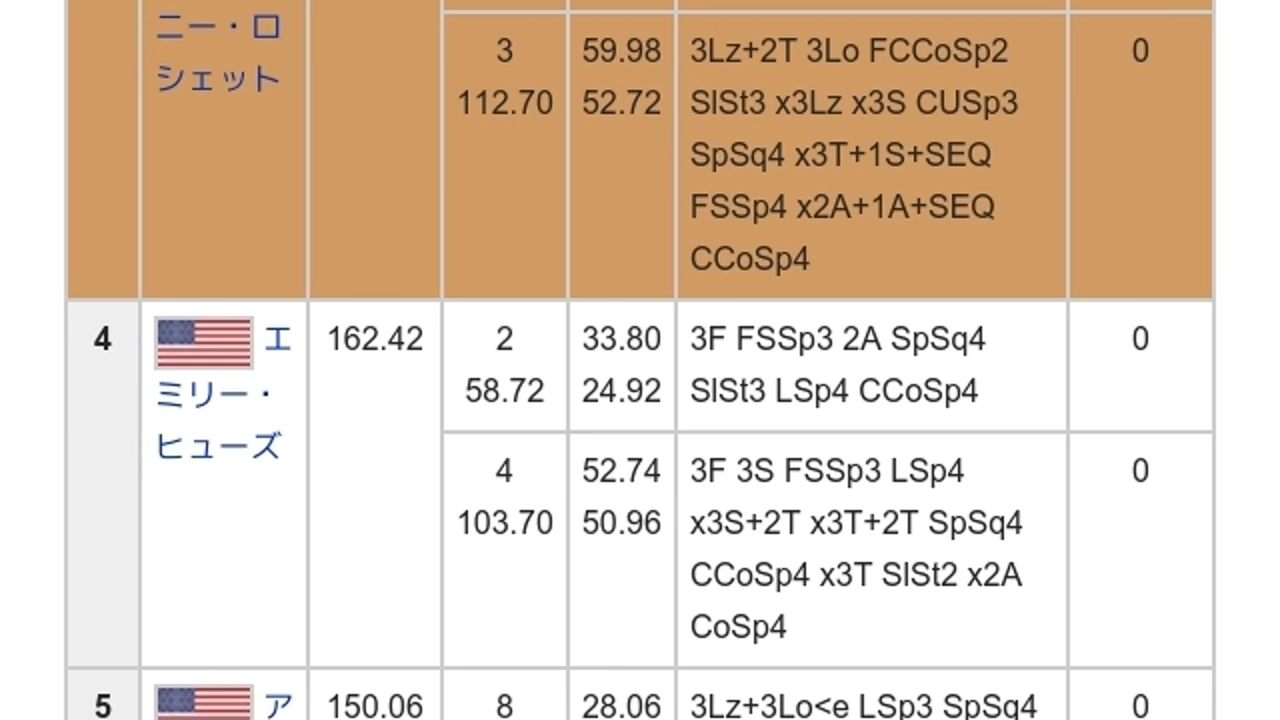 ニー・ロ
シェット
3
112.70
59.98
52.72
3Lz+2T 3Lo FCCoSp2
SlSt3 x3Lz x3S CUSp3
SpSq4 x3T+1S+SEQ
FSSp4 x2A+1A+SEQ
CCoSp4
0
4
エ
ミリー・
ヒューズ
162.42
2
58.72
33.80
24.92
3F FSSp3 2A SpSq4
SlSt3 LSp4 CCoSp4
0
4
103.70
52.74
50.96
3F 3S FSSp3 LSp4
x3S+2T x3T+2T SpSq4
CCoSp4 x3T SlSt2 x2A
CoSp4
0
5
ア
150.06
8
28.06
3Lz+3Lo<e LSp3 SpSq4
0